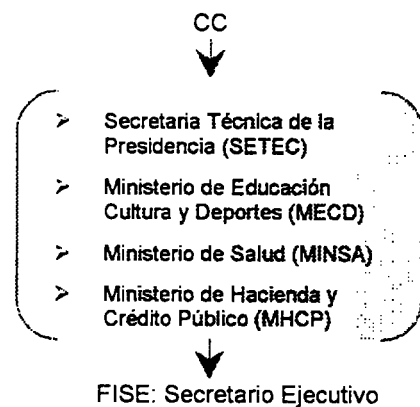 CC
➢ Secretaria Técnica de la
Presidencia (SETEC)
➢ Ministerio de Educación
Cultura y Deportes (MECD)
➢ Ministerio de Salud (MINSA)
➢ Ministerio de Hacienda y
Crédito Público (MHCP)
FISE: Secretario Ejecutivo